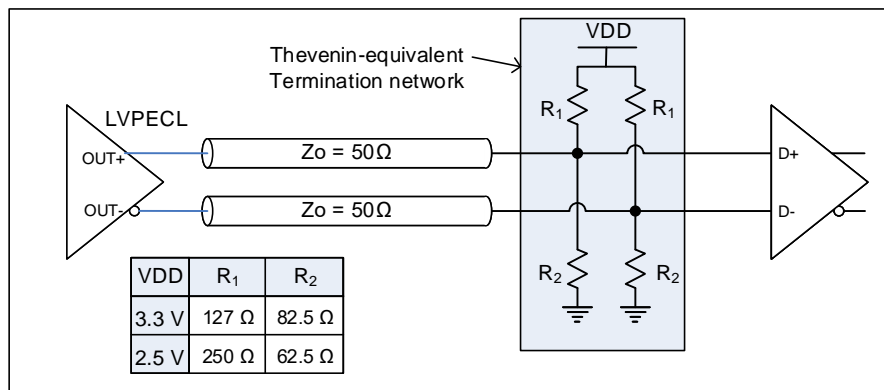 VDD
Thevenin-equivalent
Termination network
R₁ R₁
LVPECL
OUT+
Zo = 50Ω
D+
OUT-
Zo = 50Ω
D-
R₂ R₂
VDD R₁ R₂
3.3 V 127 Ω 82.5 Ω
2.5 V 250 Ω 62.5 Ω